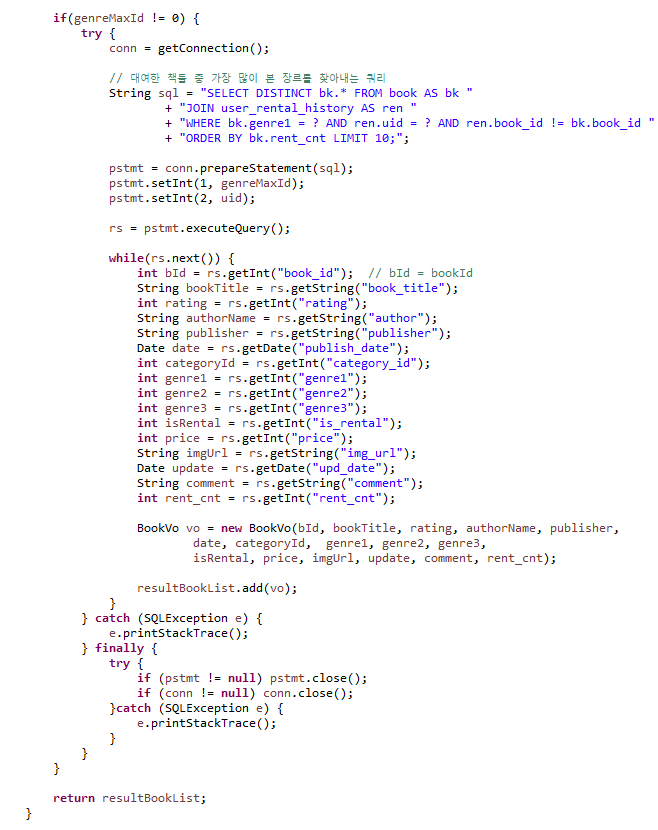 if(genreMaxId != 0) {
try {
conn = getConnection();
// 대여한 책들 중 가장 많이 본 장르를 찾아내는 쿼리
String sql = "SELECT DISTINCT bk.* FROM book AS bk "
+ "JOIN user_rental_history AS ren "
+ "WHERE bk.genre1 = ? AND ren.uid = ? AND ren.book_id != bk.book_id "
+ "ORDER BY bk.rent_cnt LIMIT 10;";
pstmt = conn.prepareStatement(sql);
pstmt.setInt(1, genreMaxId);
pstmt.setInt(2, uid);
rs = pstmt.executeQuery();
while(rs.next()) {
int bId = rs.getInt("book_id");  // bId = bookId
String bookTitle = rs.getString("book_title");
int rating = rs.getInt("rating");
String authorName = rs.getString("author");
String publisher = rs.getString("publisher");
Date date = rs.getDate("publish_date");
int categoryId = rs.getInt("category_id");
int genre1 = rs.getInt("genre1");
int genre2 = rs.getInt("genre2");
int genre3 = rs.getInt("genre3");
int isRental = rs.getInt("is_rental");
int price = rs.getInt("price");
String imgUrl = rs.getString("img_url");
Date update = rs.getDate("upd_date");
String comment = rs.getString("comment");
int rent_cnt = rs.getInt("rent_cnt");
BookVo vo = new BookVo(bId, bookTitle, rating, authorName, publisher,
date, categoryId,  genre1, genre2, genre3,
isRental, price, imgUrl, update, comment, rent_cnt);
resultBookList.add(vo);
}
} catch (SQLException e) {
e.printStackTrace();
} finally {
try {
if (pstmt != null) pstmt.close();
if (conn != null) conn.close();
}catch (SQLException e) {
e.printStackTrace();
}
}
}
return resultBookList;
}